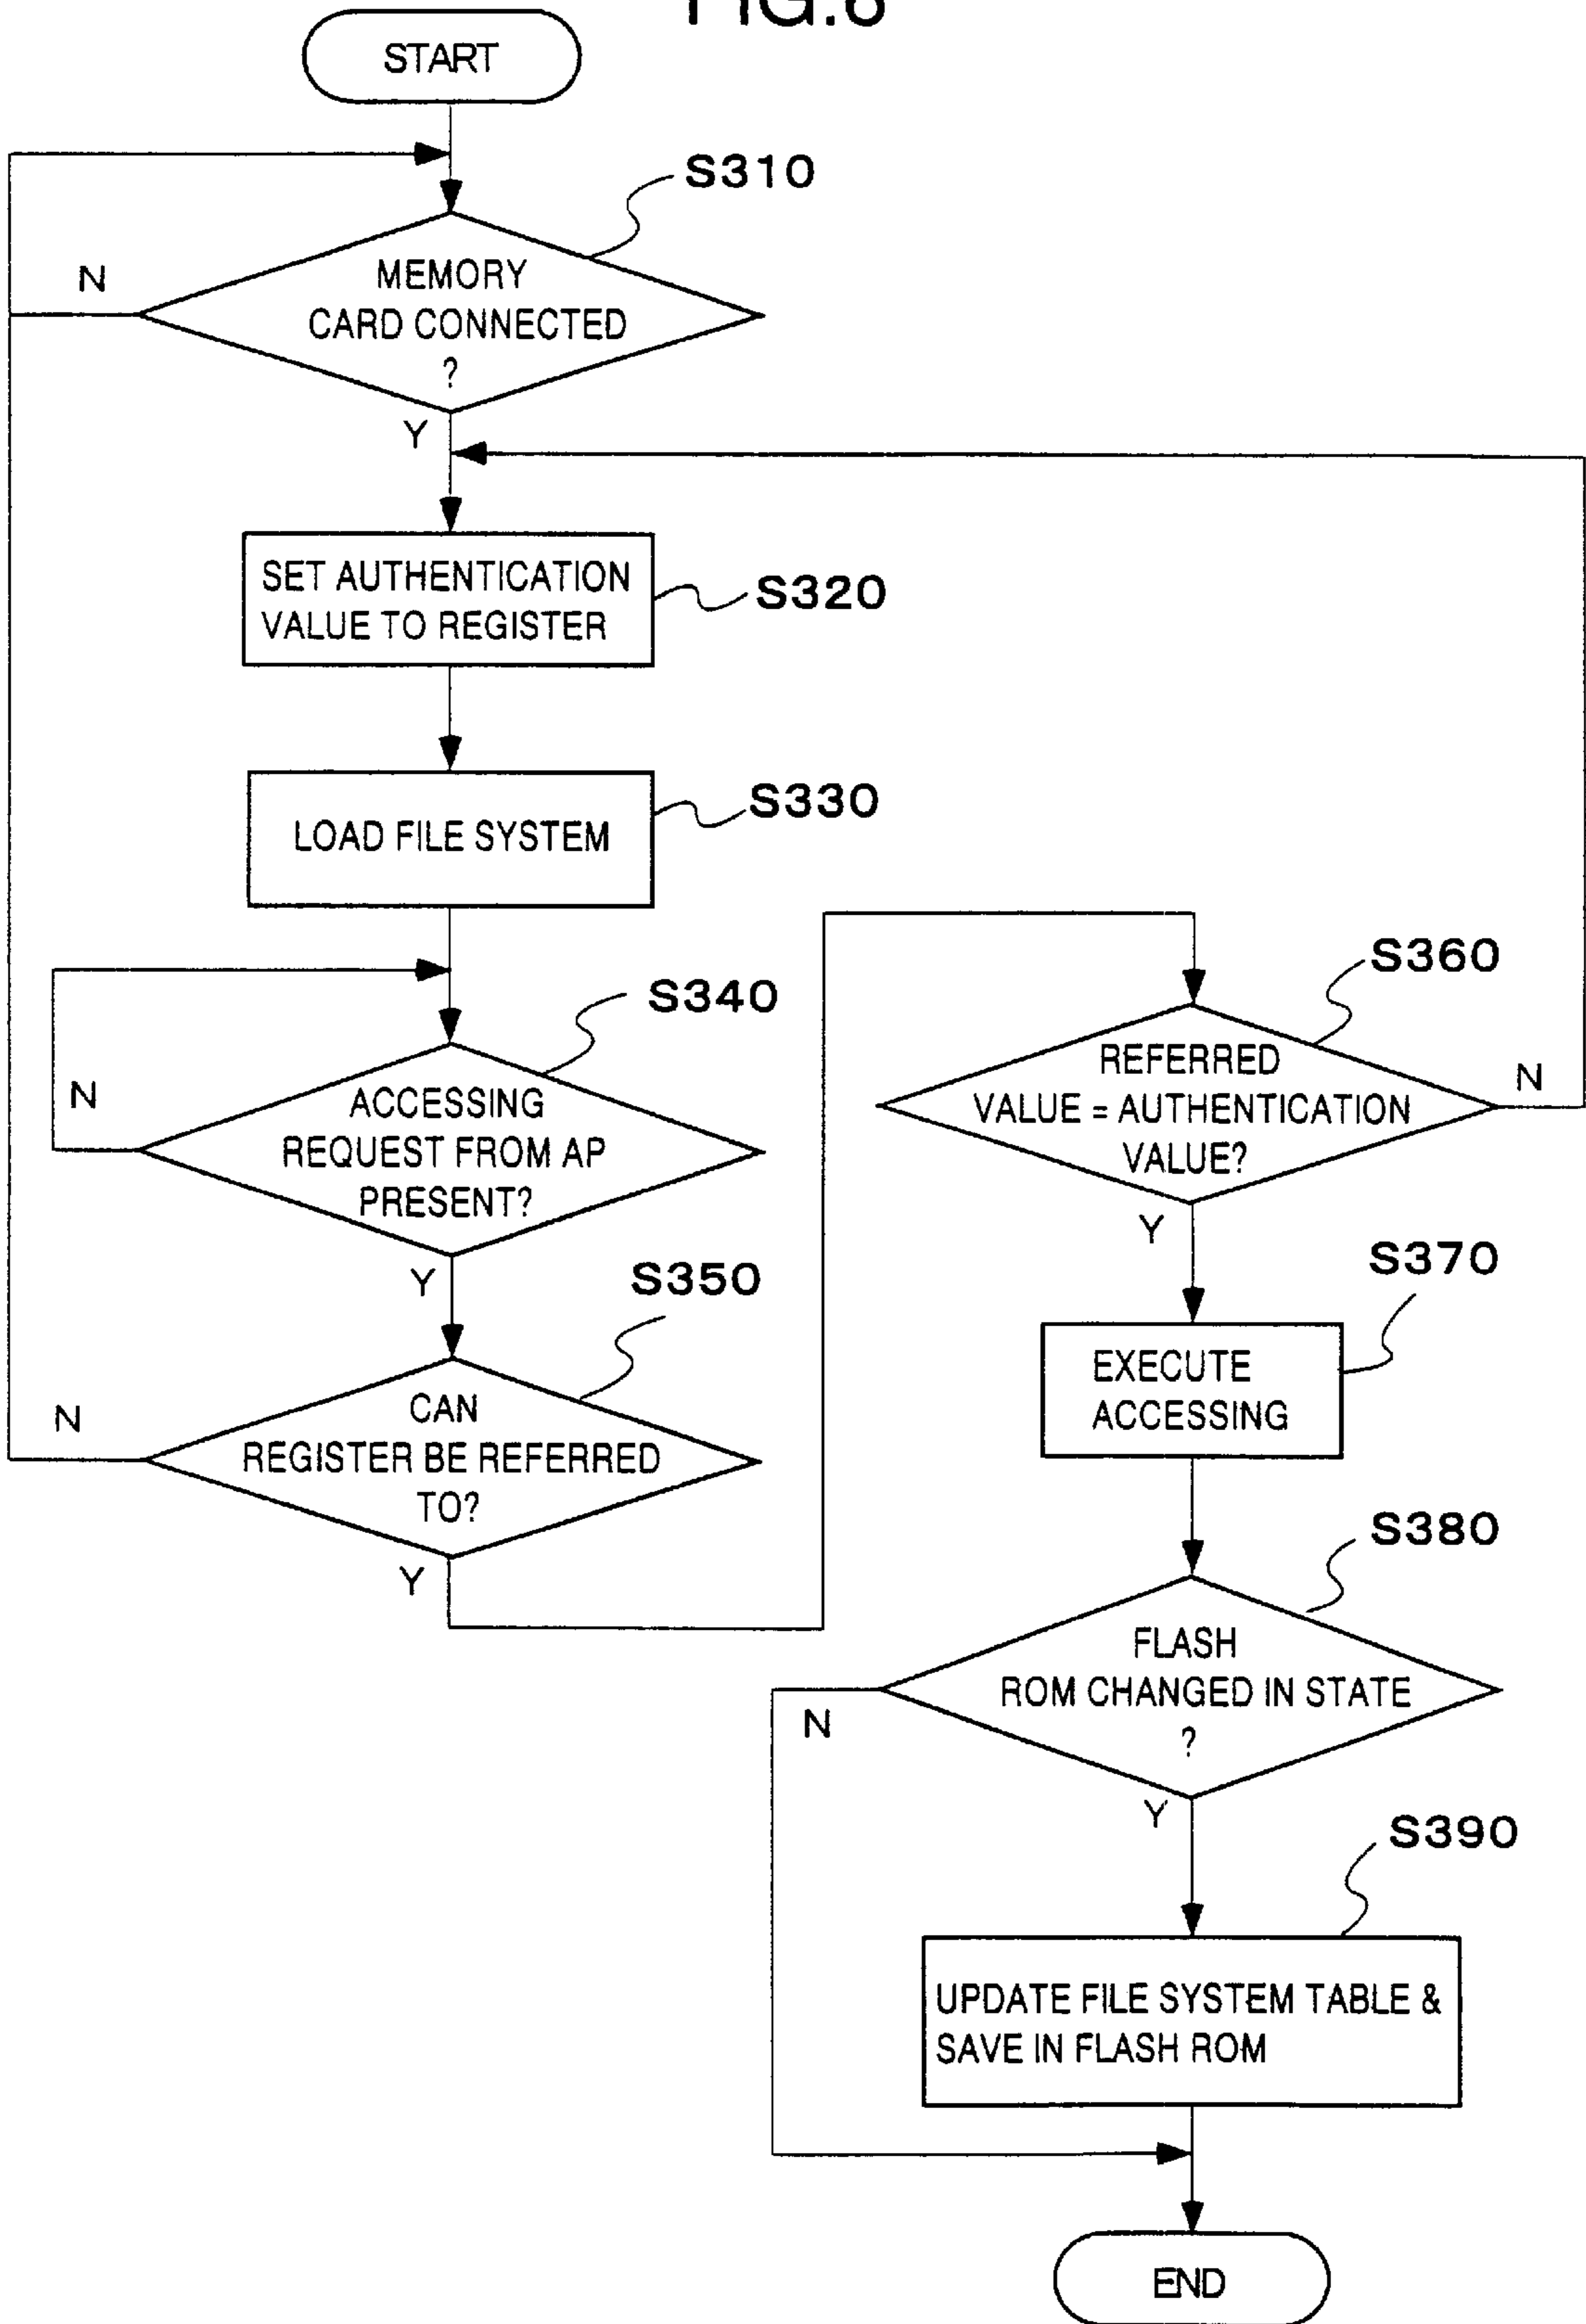 START
S310
N
MEMORY
CARD CONNECTED
?
Y
SET AUTHENTICATION
VALUE TO REGISTER
S320
LOAD FILE SYSTEM
S330
S340
N
ACCESSING
REQUEST FROM AP
PRESENT?
Y
S350
N
CAN
REGISTER BE REFERRED
TO?
Y
S360
REFERRED
VALUE = AUTHENTICATION
VALUE?
N
Y
S370
EXECUTE
ACCESSING
S380
FLASH
ROM CHANGED IN STATE
?
N
Y
S390
UPDATE FILE SYSTEM TABLE &
SAVE IN FLASH ROM
END